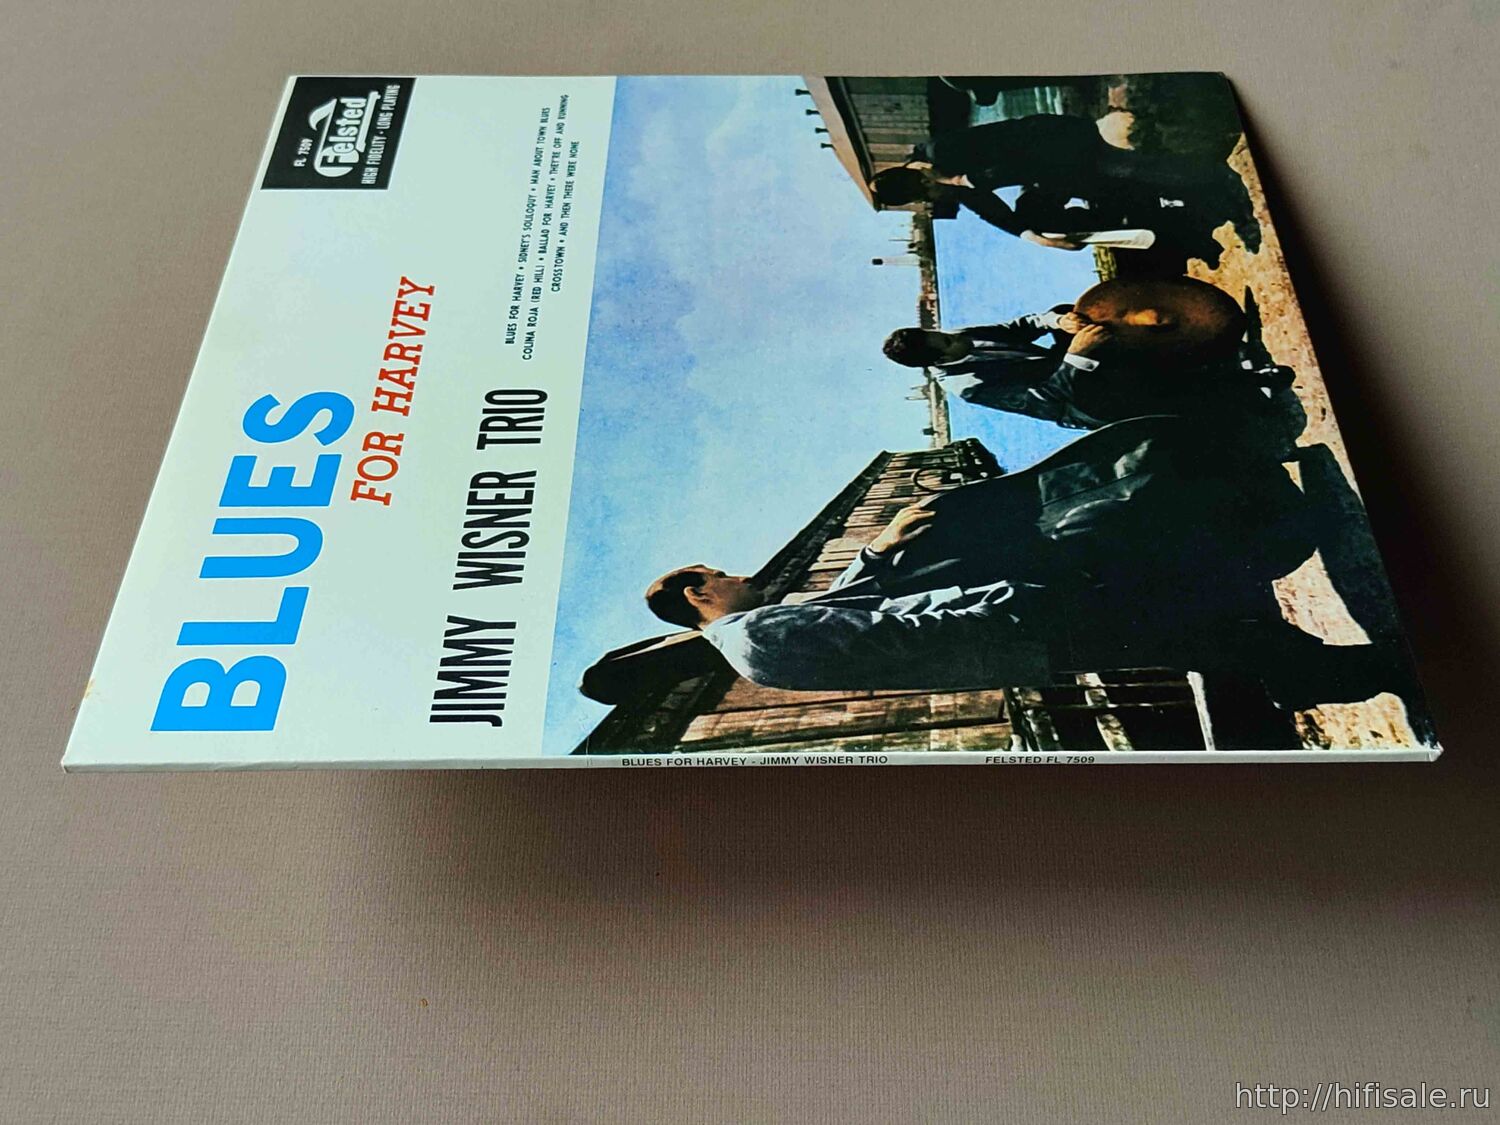 FL 7509
Felsted
HIGH FIDELITY - LONG PLAYING
BLUES
FOR HARVEY
JIMMY WISNER TRIO
BLUES FOR HARVEY • SIDNEY'S SOLILOQUY • MAN ABOUT TOWN BLUES
COLINA ROJA (RED HILL) • BALLAD FOR HARVEY • THEY'RE OFF AND RUNNING
CROSSTOWN • AND THEN THERE WERE NONE
BLUES FOR HARVEY - JIMMY WISNER TRIO FELSTED FL 7509
http://hifisale.ru